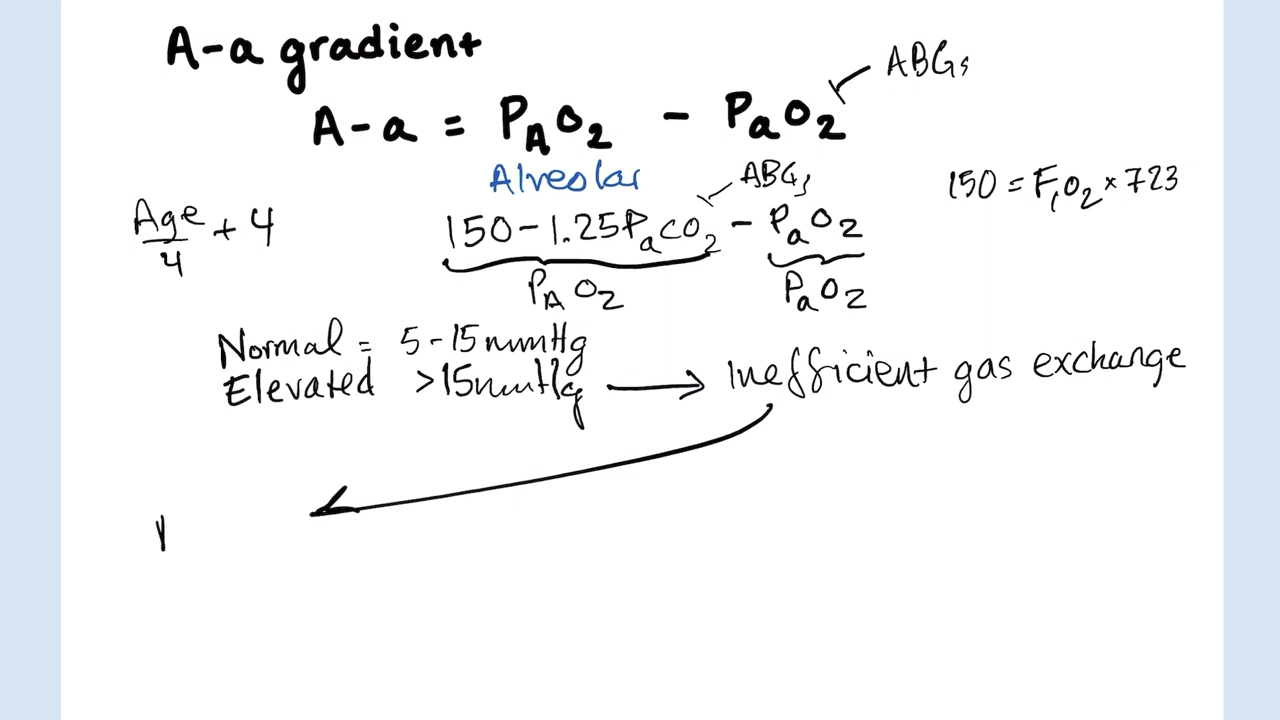 A-a gradient
ABGs
A-a = PAO2 - PaO2
Alveolar
ABGs
150 = FIO2 × 723
Age/4 + 4
150 - 1.25PaCO2 - PaO2
PAO2
PaO2
Normal = 5-15mmHg
Elevated >15mmHg → Inefficient gas exchange